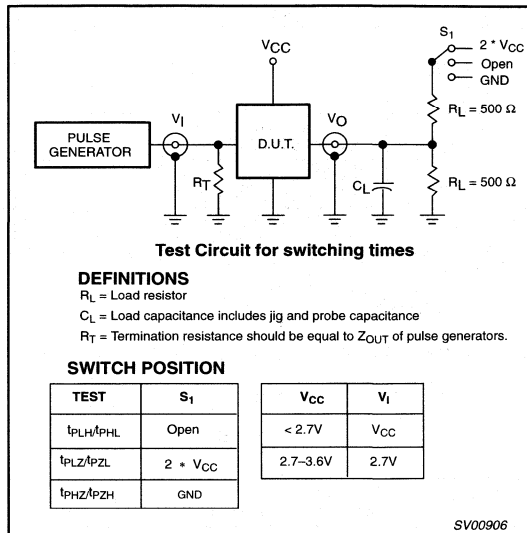 S1
2 * VCC
VCC
Open
GND
VI
VO
RL = 500 Ω
PULSE
GENERATOR
D.U.T.
RT
CL
RL = 500 Ω
Test Circuit for switching times
DEFINITIONS
RL = Load resistor
CL = Load capacitance includes jig and probe capacitance
RT = Termination resistance should be equal to ZOUT of pulse generators.
SWITCH POSITION
TEST S1
tPLH/tPHL Open
tPLZ/tPZL 2 * VCC
tPHZ/tPZH GND
VCC VI
< 2.7V VCC
2.7–3.6V 2.7V
SV00906